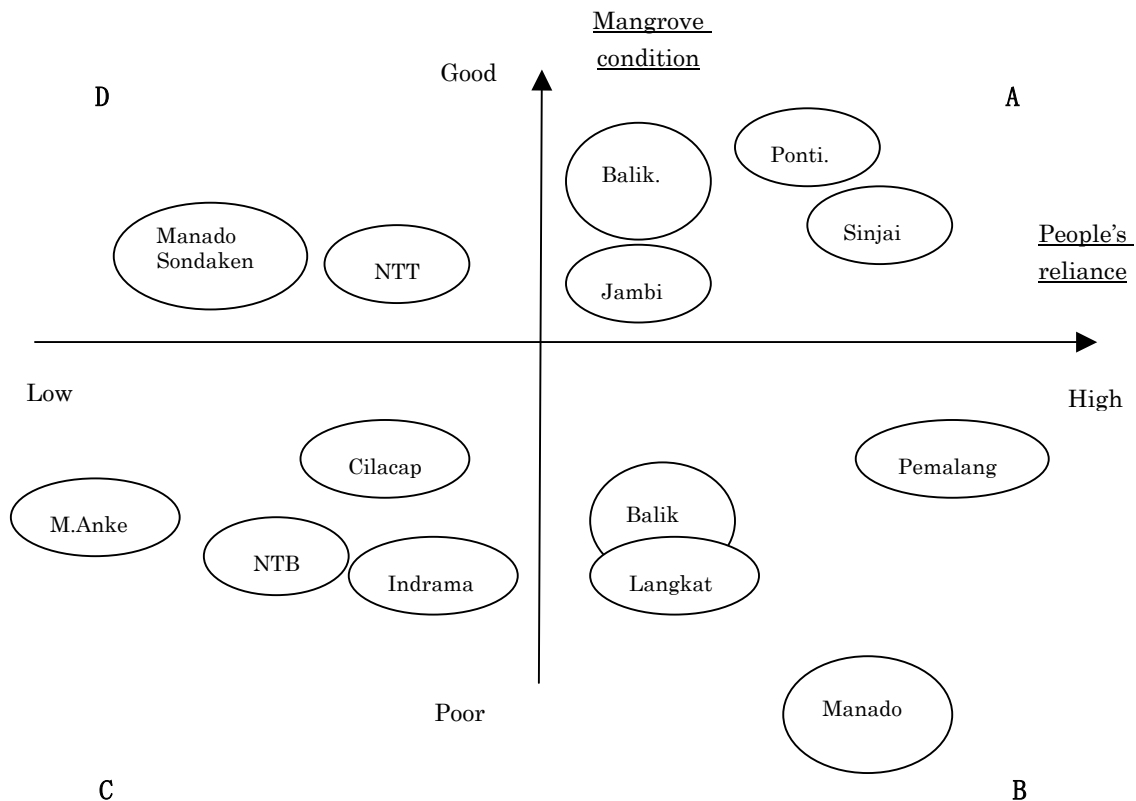 Mangrove
condition
Good
D
A
Ponti.
Balik.
Sinjai
Manado
Sondaken
NTT
People's
reliance
Jambi
Low
High
Cilacap
Pemalang
M.Anke
Balik
NTB
Indrama
Langkat
Poor
Manado
C
B